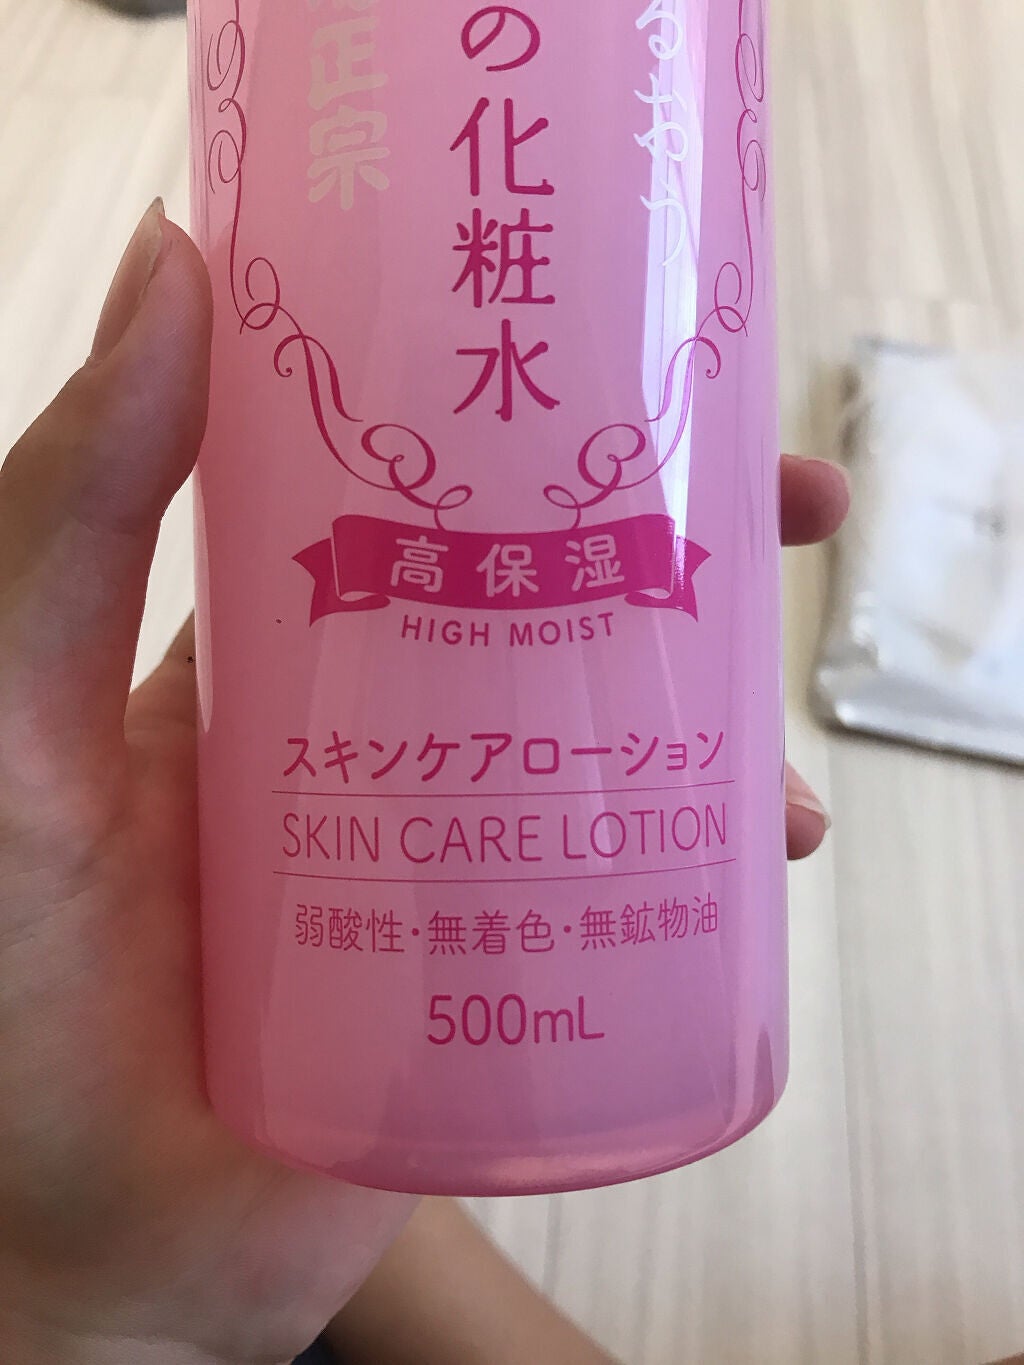 るおう
の化粧水
正宗
高保湿
HIGH MOIST
スキンケアローション
SKIN CARE LOTION
弱酸性・無着色・無鉱物油
500mL